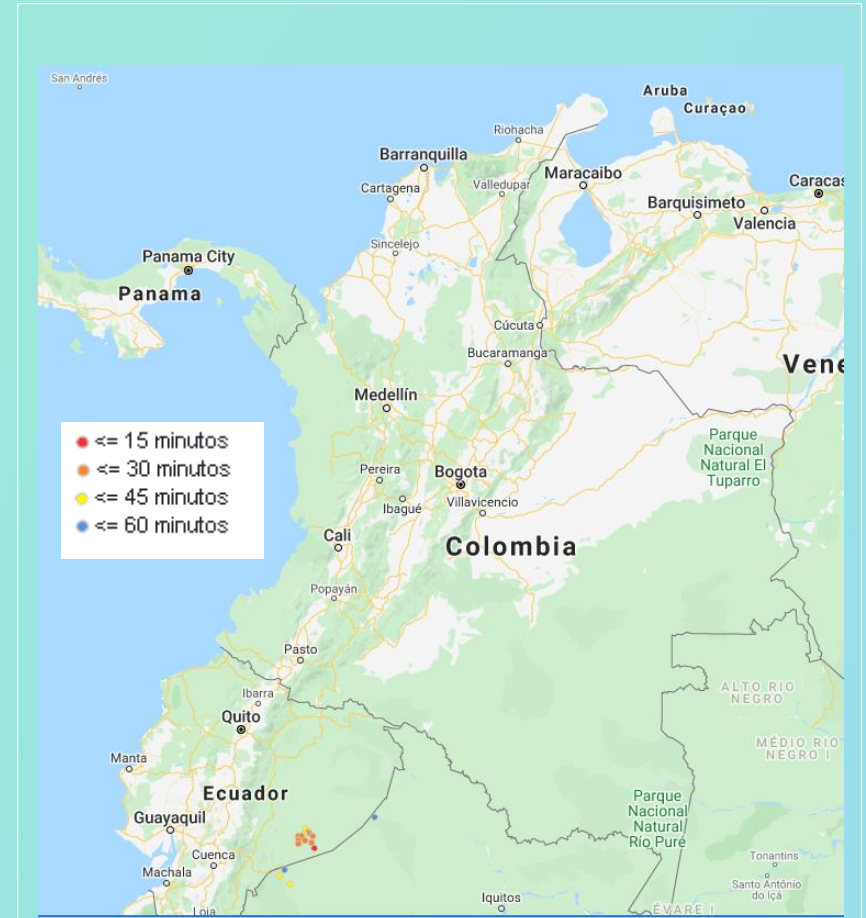 San Andrés
Aruba
Curaçao
Riohacha
Barranquilla
Maracaibo
Cartagena
Valledupar
Caracas
Barquisimeto
Valencia
Sincelejo
Panama City
Panama
Cúcuta
Bucaramanga
Vene
Medellín
<= 15 minutos
<= 30 minutos
<= 45 minutos
<= 60 minutos
Parque
Nacional
Natural El
Tuparro
Pereira
Bogota
Ibagué
Villavicencio
Cali
Colombia
Popayán
Pasto
Ibarra
ALTO RIO
NEGRO
Quito
MÉDIO RIO
NEGRO I
Manta
Ecuador
Parque
Nacional
Natural
Río Puré
Guayaquil
Cuenca
Machala
Tonantins
Santo Antônio
do Içá
Iquitos
Loja
ÉVARE I